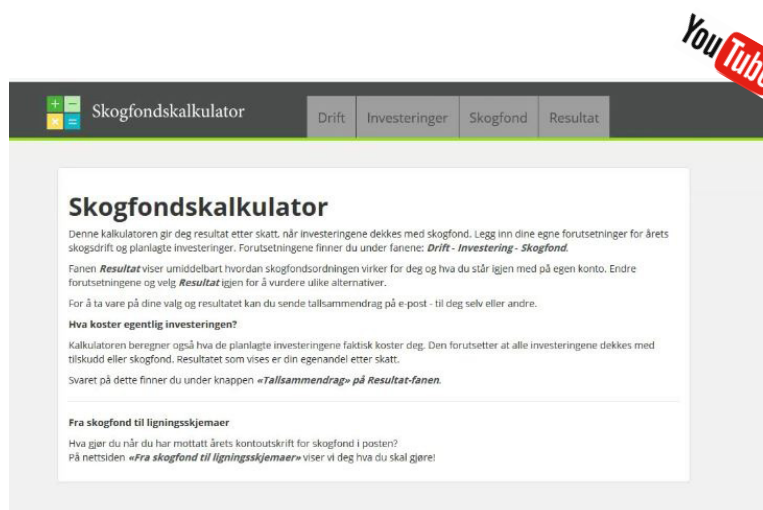 YouTube
Skogfondskalkulator
Drift Investeringer Skogfond Resultat
Skogfondskalkulator
Denne kalkulatoren gir deg resultat etter skatt, når investeringene dekkes med skogfond. Legg inn dine egne forutsetninger for årets
skogsdrift og planlagte investeringer. Forutsetningene finner du under fanene: Drift - Investering - Skogfond.
Fanen Resultat viser umiddelbart hvordan skogfondsordningen virker for deg og hva du står igjen med på egen konto. Endre
forutsetningene og velg Resultat igjen for å vurdere ulike alternativer.
For å ta vare på dine valg og resultatet kan du sende tallsammendrag på e-post - til deg selv eller andre.
Hva koster egentlig investeringen?
Kalkulatoren beregner også hva de planlagte investeringene faktisk koster deg. Den forutsetter at alle investeringene dekkes med
tilskudd eller skogfond. Resultatet som vises er din egenandel etter skatt.
Svaret på dette finner du under knappen «Tallsammendrag» på Resultat-fanen.
Fra skogfond til ligningsskjemaer
Hva gjør du når du har mottatt årets kontoutskrift for skogfond i posten?
På nettsiden «Fra skogfond til ligningsskjemaer» viser vi deg hva du skal gjøre!